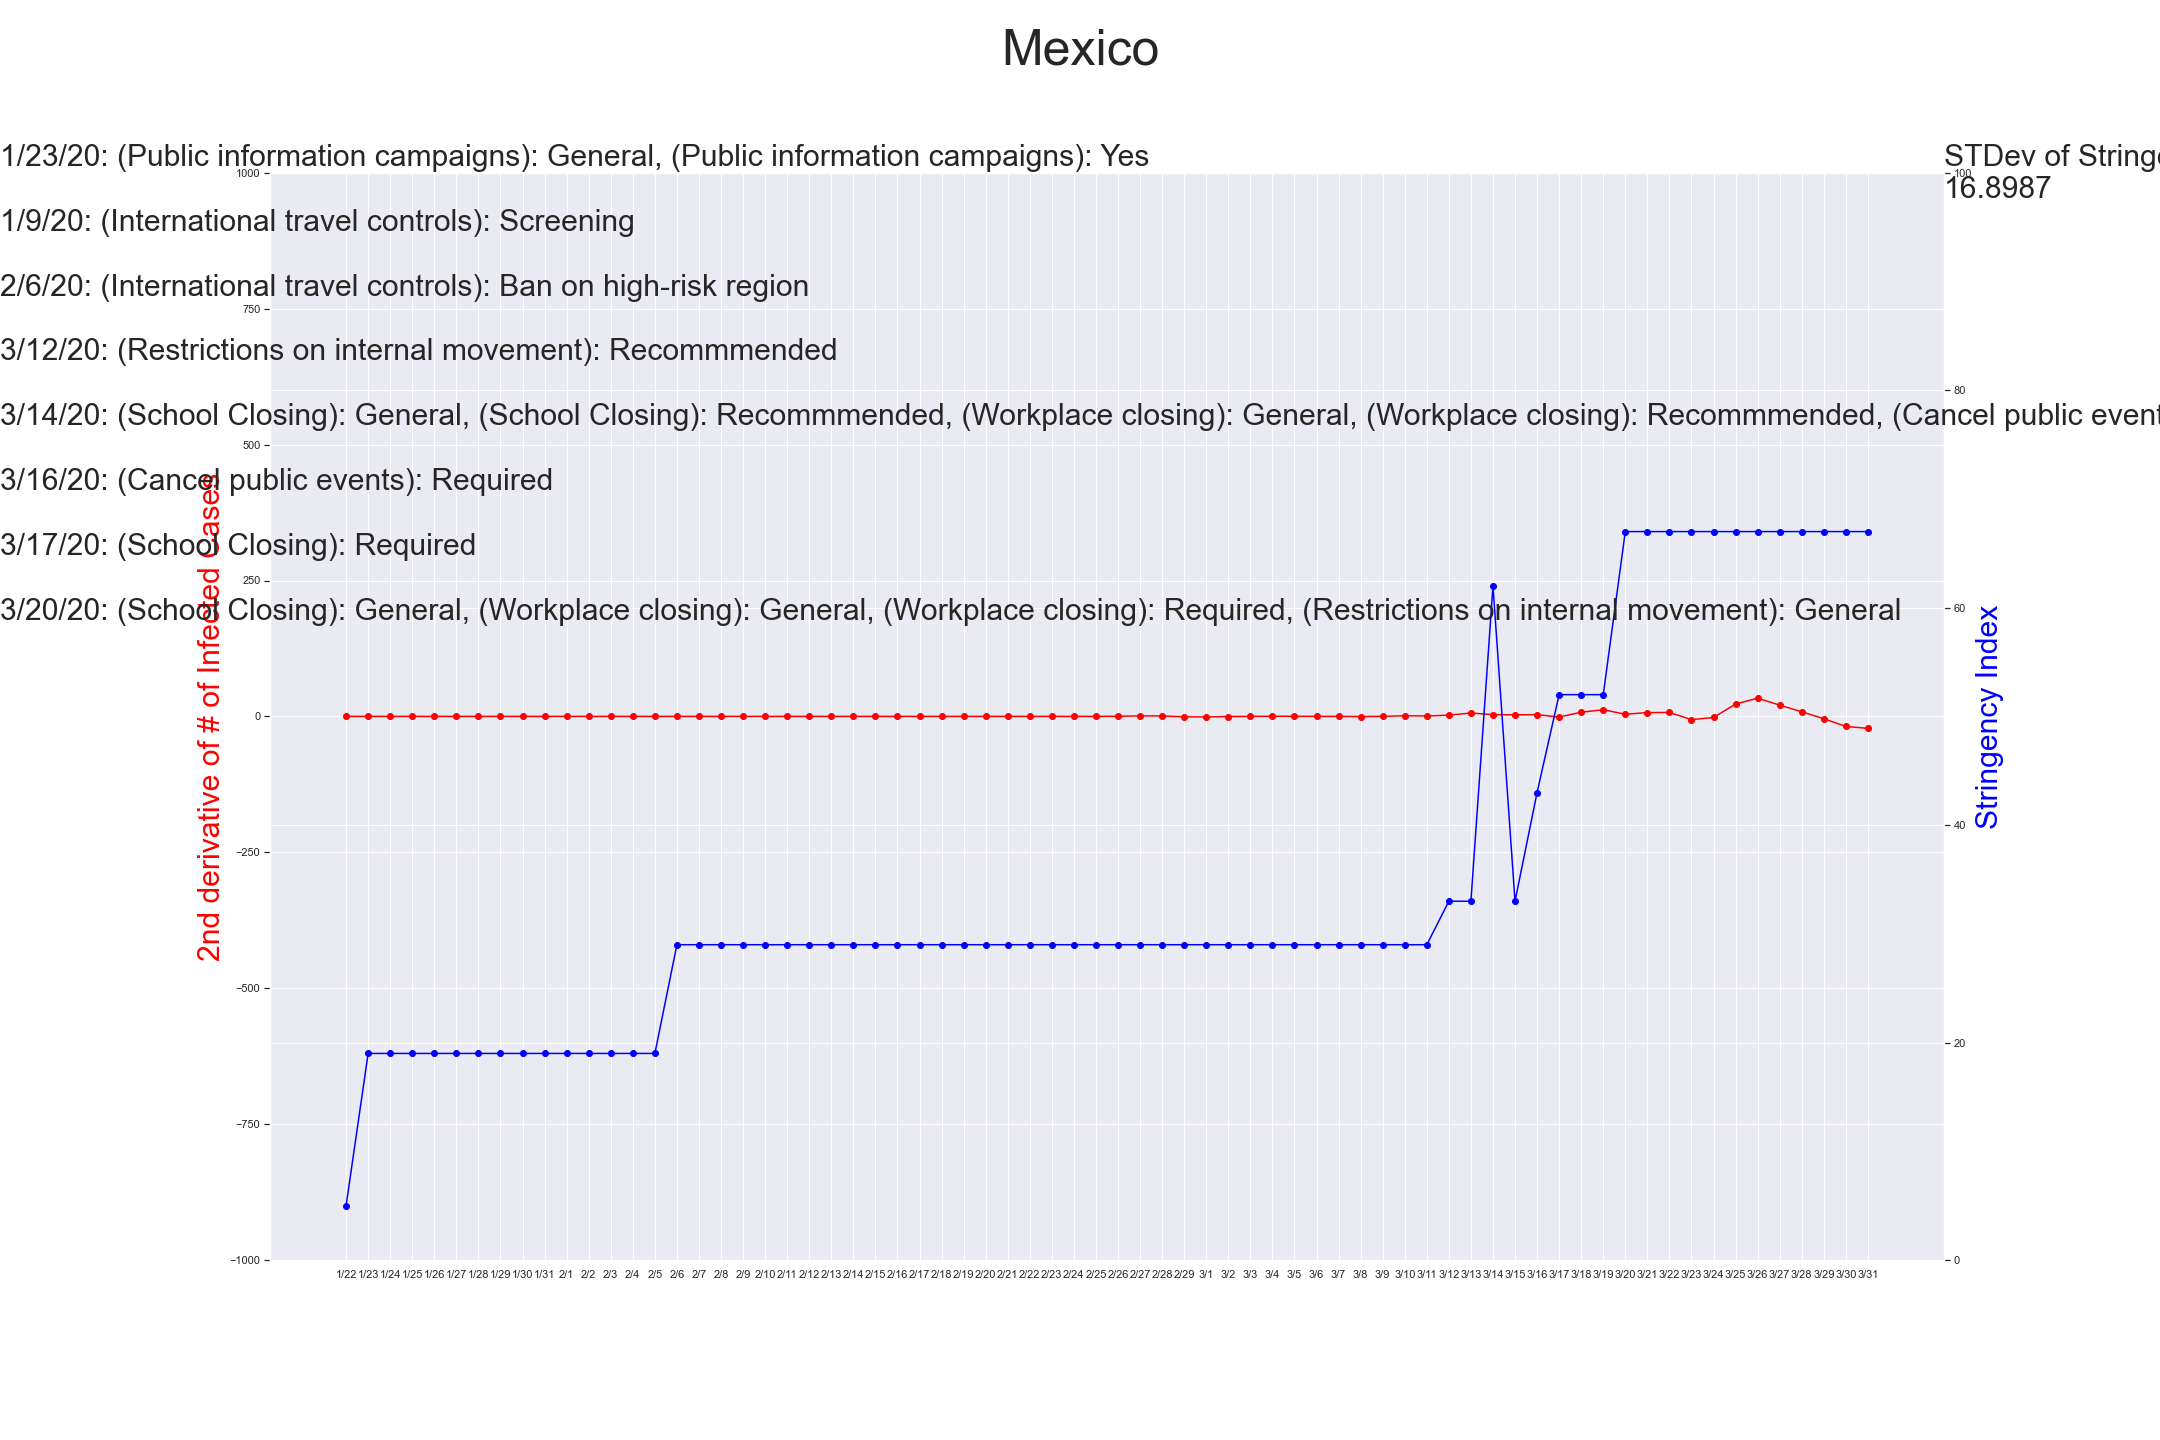 Mexico
1/23/20: (Public information campaigns): General, (Public information campaigns): Yes
STDev of Stringe
16.8987
1/9/20: (International travel controls): Screening
2/6/20: (International travel controls): Ban on high-risk region
3/12/20: (Restrictions on internal movement): Recommmended
3/14/20: (School Closing): General, (School Closing): Recommmended, (Workplace closing): General, (Workplace closing): Recommmended, (Cancel public event
3/16/20: (Cancel public events): Required
3/17/20: (School Closing): Required
3/20/20: (School Closing): General, (Workplace closing): General, (Workplace closing): Required, (Restrictions on internal movement): General
2nd derivative of # of Infected Cases
1000
750
500
250
0
−250
−500
−750
−1000
100
80
60
40
20
0
Stringency Index
1/22 1/23 1/24 1/25 1/26 1/27 1/28 1/29 1/30 1/31 2/1 2/2 2/3 2/4 2/5 2/6 2/7 2/8 2/9 2/10 2/11 2/12 2/13 2/14 2/15 2/16 2/17 2/18 2/19 2/20 2/21 2/22 2/23 2/24 2/25 2/26 2/27 2/28 2/29 3/1 3/2 3/3 3/4 3/5 3/6 3/7 3/8 3/9 3/10 3/11 3/12 3/13 3/14 3/15 3/16 3/17 3/18 3/19 3/20 3/21 3/22 3/23 3/24 3/25 3/26 3/27 3/28 3/29 3/30 3/31